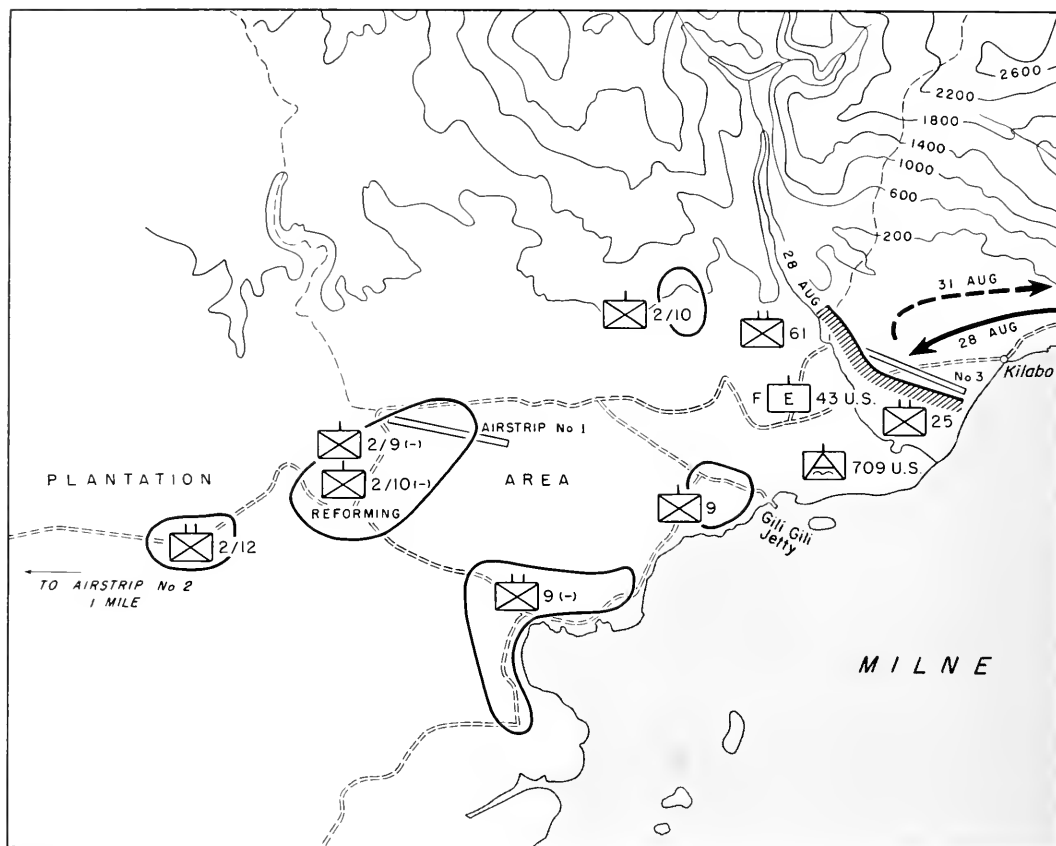 2600
2200
1800
1400
1000
600
200
28 AUG
31 AUG
28 AUG
2/10
61
No 3
Kilabo
F E 43 U.S.
25
AIRSTRIP No 1
2/9 (-)
2/10 (-)
REFORMING
PLANTATION AREA
709 U.S.
9
Gili Gili
Jetty
2/12
TO AIRSTRIP No 2
1 MILE
9 (-)
MILNE